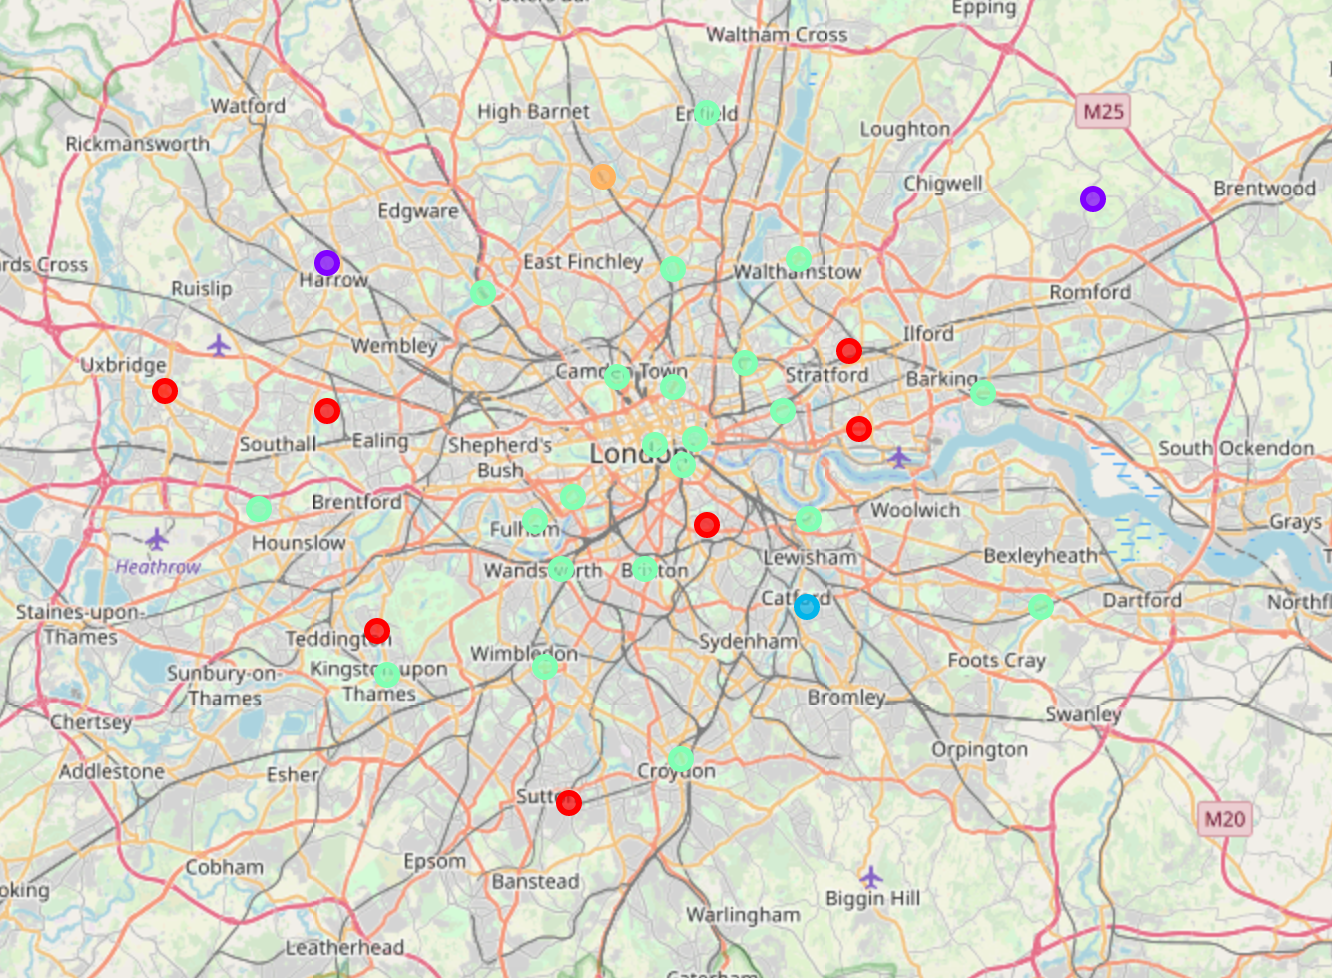 Epping
Waltham Cross
Watford
High Barnet
Enfield
M25
Loughton
Rickmansworth
Chigwell
Brentwood
Edgware
East Finchley
Walthamstow
Harrow
Ruislip
Romford
Ilford
Uxbridge
Wembley
Camden Town
Stratford
Barking
Southall
Ealing
Shepherd's
Bush
London
South Ockendon
Brentford
Fulham
Woolwich
Grays
Hounslow
Heathrow
Wandsworth
Brixton
Lewisham
Bexleyheath
Catford
Dartford
Staines-upon-
Thames
Teddington
Sydenham
Wimbledon
Kingston upon
Thames
Sunbury-on-
Thames
Foots Cray
Bromley
Chertsey
Swanley
Orpington
Addlestone
Esher
Croydon
Sutton
M20
Cobham
Epsom
Banstead
Biggin Hill
Warlingham
Leatherhead